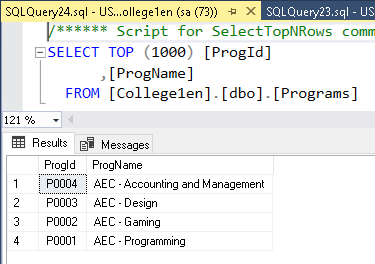 SQLQuery24.sql - US...ollege1en (sa (73))* SQLQuery23.sql - US
/****** Script for SelectTopNRows comm
SELECT TOP (1000) [ProgId]
,[ProgName]
FROM [College1en].[dbo].[Programs]
121 %
Results Messages
ProgId ProgName
1 P0004 AEC - Accounting and Management
2 P0003 AEC - Design
3 P0002 AEC - Gaming
4 P0001 AEC - Programming